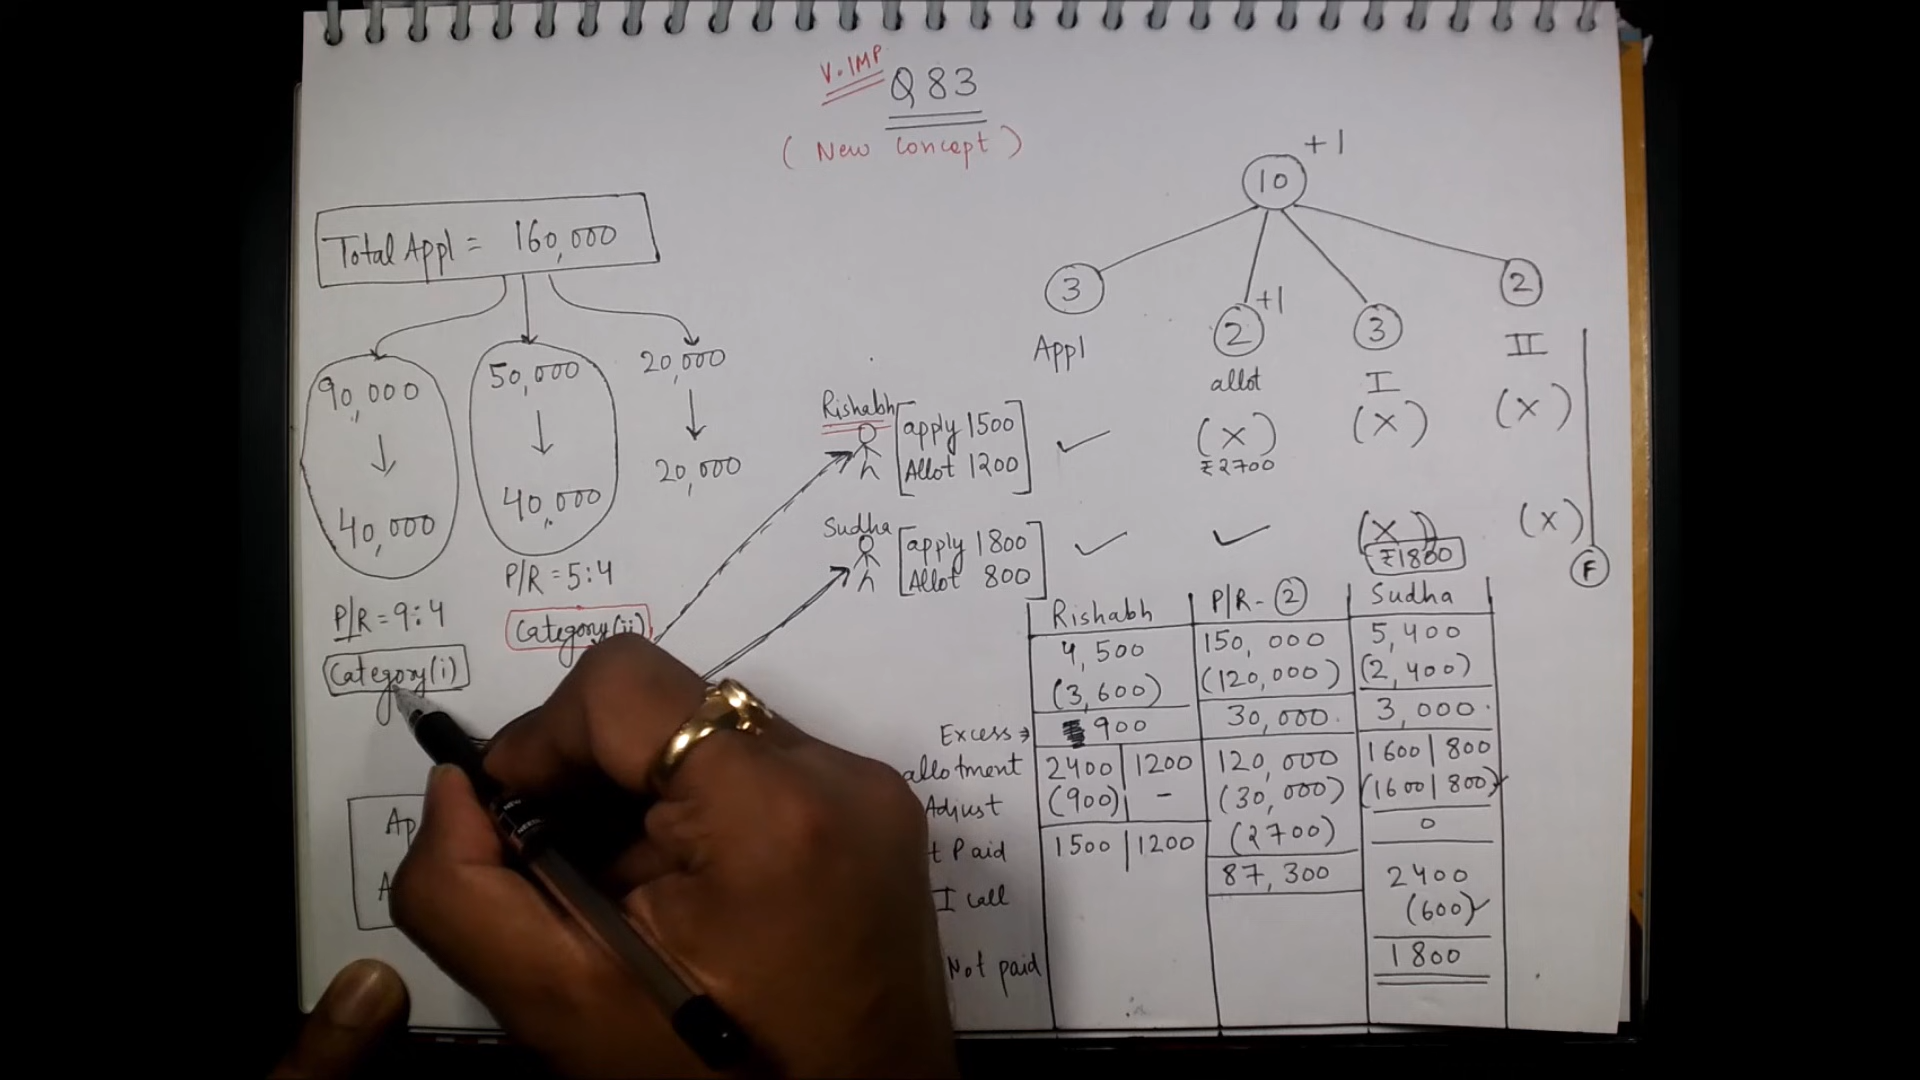 V. IMP
Q 83
( New Concept )
Total Appl = 160,000
90,000
40,000
P/R = 9:4
Category(i)
50,000
40,000
P/R = 5:4
Category(ii)
20,000
20,000
10 +1
3
Appl
2 +1
allot
3
I
2
II
Rishabh
apply 1500
Allot 1200
(X)
₹2700
(X)
(X)
Sudha
apply 1800
Allot 800
(X)
₹1800
(X)
F
Rishabh P/R - 2 Sudha
4,500 150,000 5,400
(3,600) (120,000) (2,400)
Excess → 900 30,000 3,000
allotment 2400 | 1200 120,000 1600 | 800
Adjust (900) | - (30,000) (1600 | 800)
t Paid 1500 | 1200 (2700) 0
87,300
I Call 2400
(600)
Not paid 1800
Ap
A